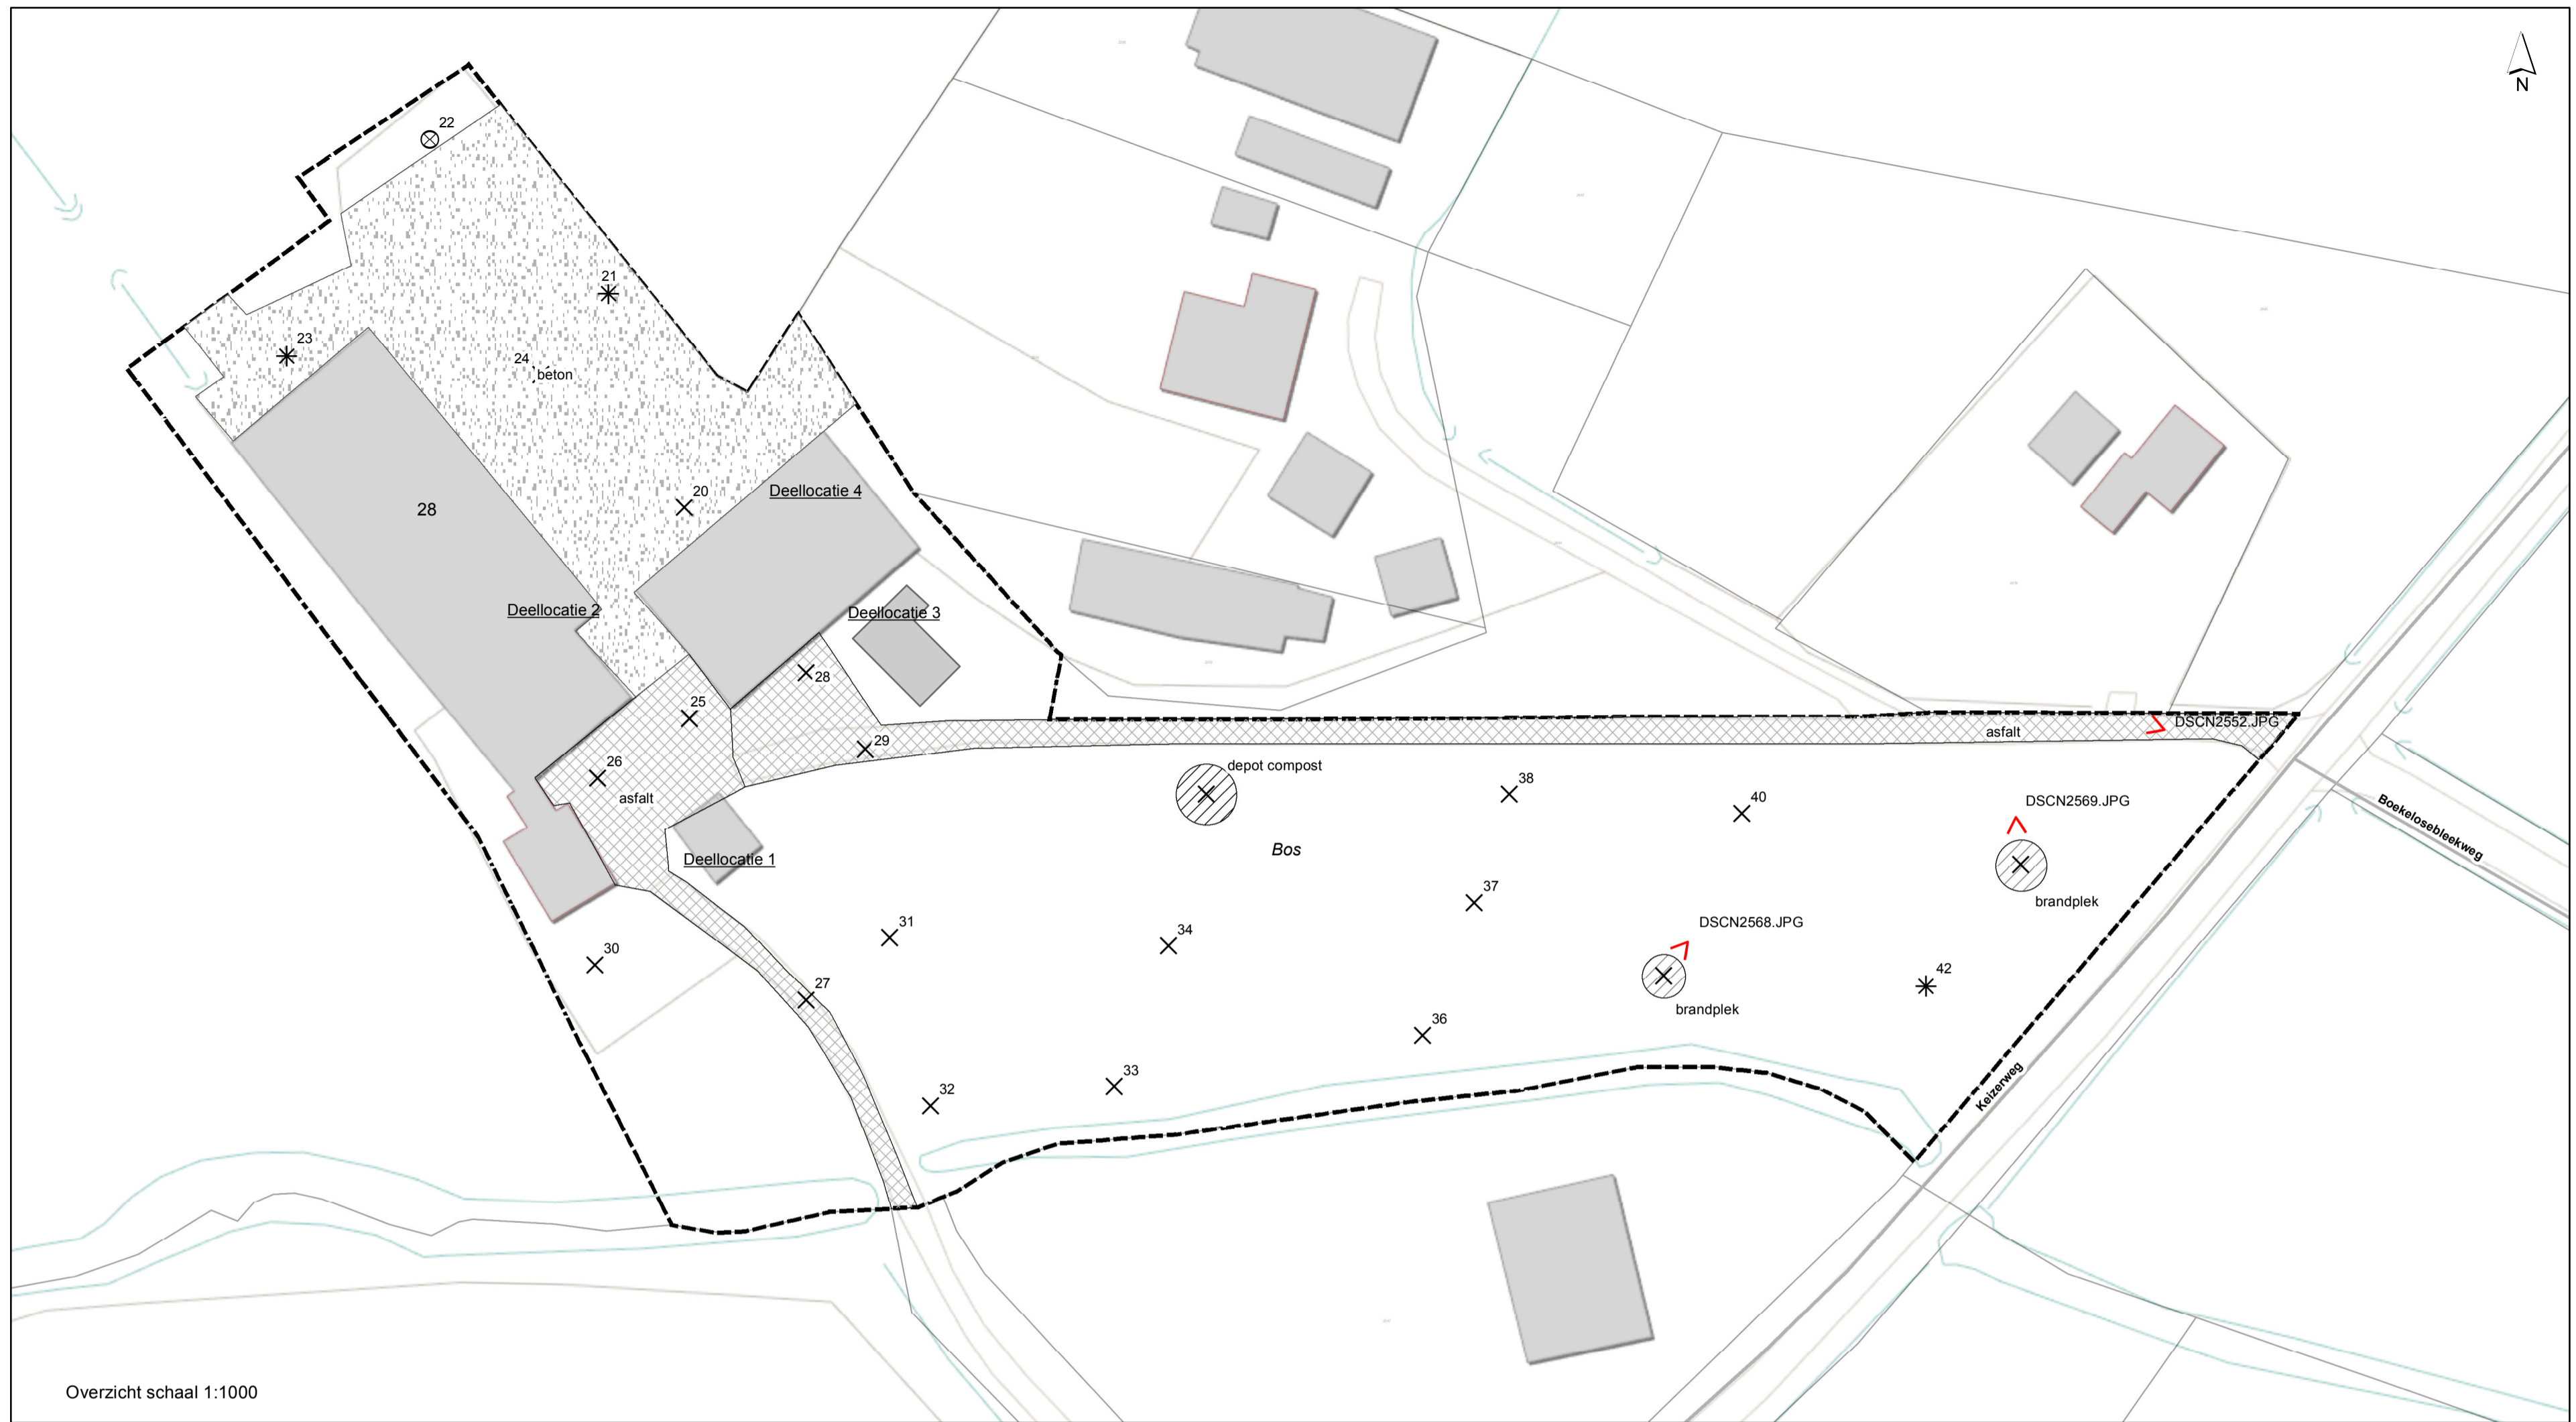 N
22
21
23
24
beton
20
Deellocatie 4
28
Deellocatie 2
Deellocatie 3
28
25
DSCN2552.JPG
asfalt
29
26
depot compost
asfalt
38
40
DSCN2569.JPG
Boekelosebleekweg
Bos
Deellocatie 1
37
brandplek
31
34
DSCN2568.JPG
30
42
27
brandplek
36
33
32
Keizerweg
Overzicht schaal 1:1000